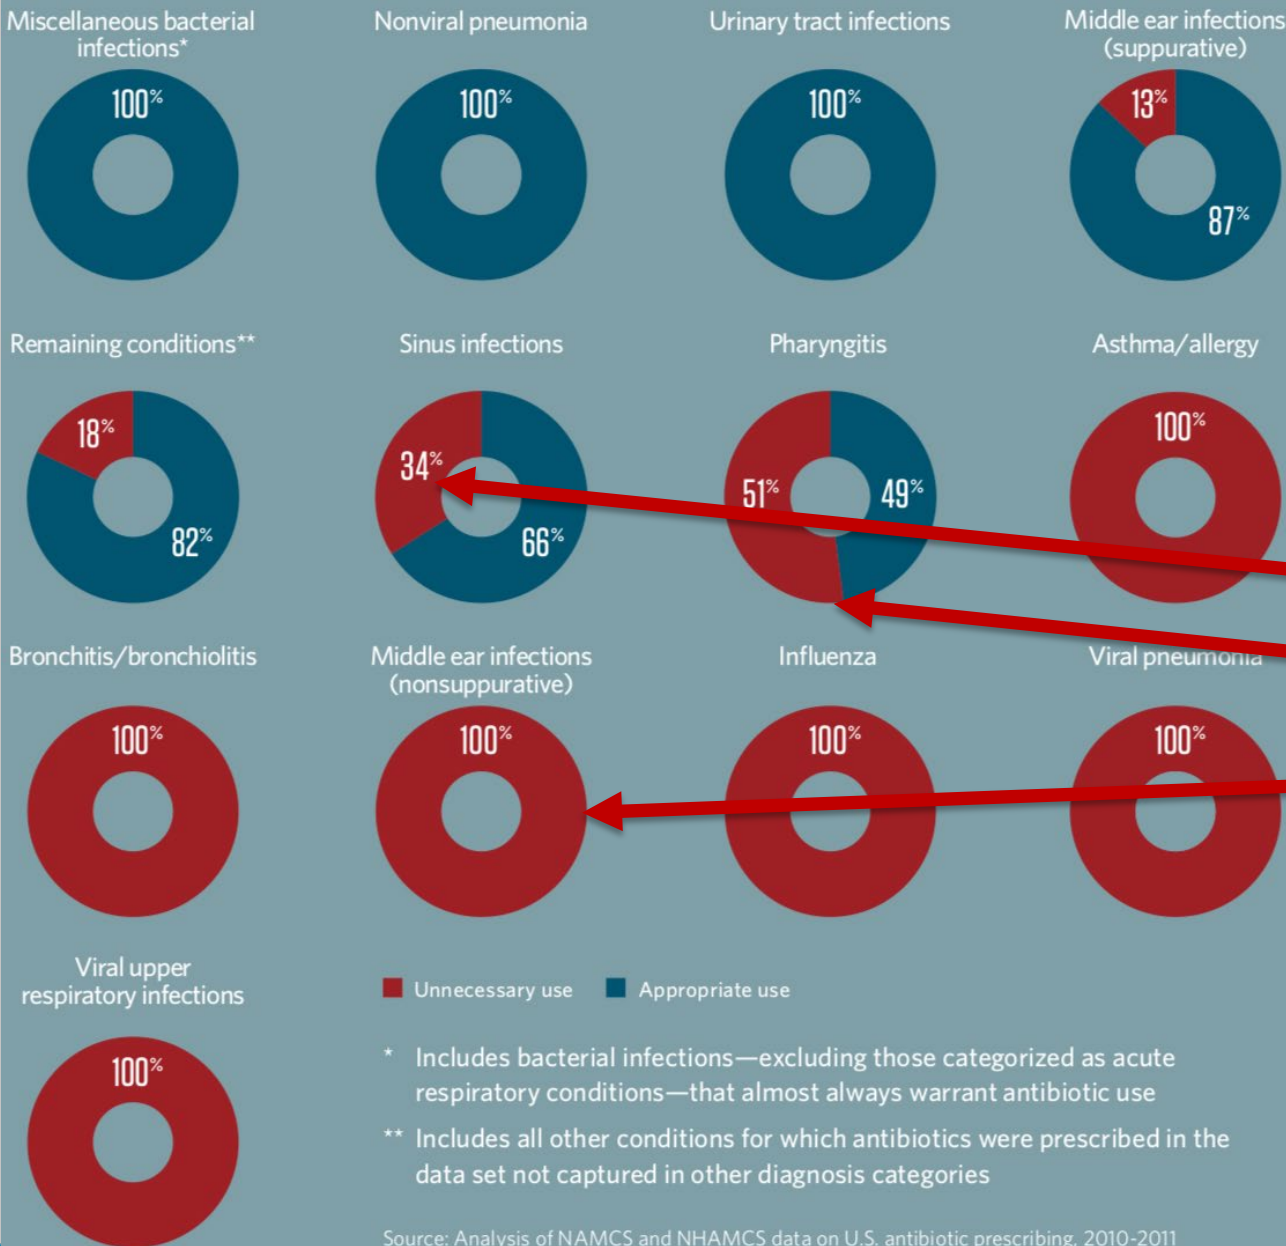 Miscellaneous bacterial
infections*
100%
Nonviral pneumonia
100%
Urinary tract infections
100%
Middle ear infections
(suppurative)
13%
87%
Remaining conditions**
18%
82%
Sinus infections
34%
66%
Pharyngitis
51%
49%
Asthma/allergy
100%
Bronchitis/bronchiolitis
100%
Middle ear infections
(nonsuppurative)
100%
Influenza
100%
Viral pneumonia
100%
Viral upper
respiratory infections
100%
Unnecessary use
Appropriate use
* Includes bacterial infections—excluding those categorized as acute
respiratory conditions—that almost always warrant antibiotic use
** Includes all other conditions for which antibiotics were prescribed in the
data set not captured in other diagnosis categories
Source: Analysis of NAMCS and NHAMCS data on U.S. antibiotic prescribing, 2010-2011